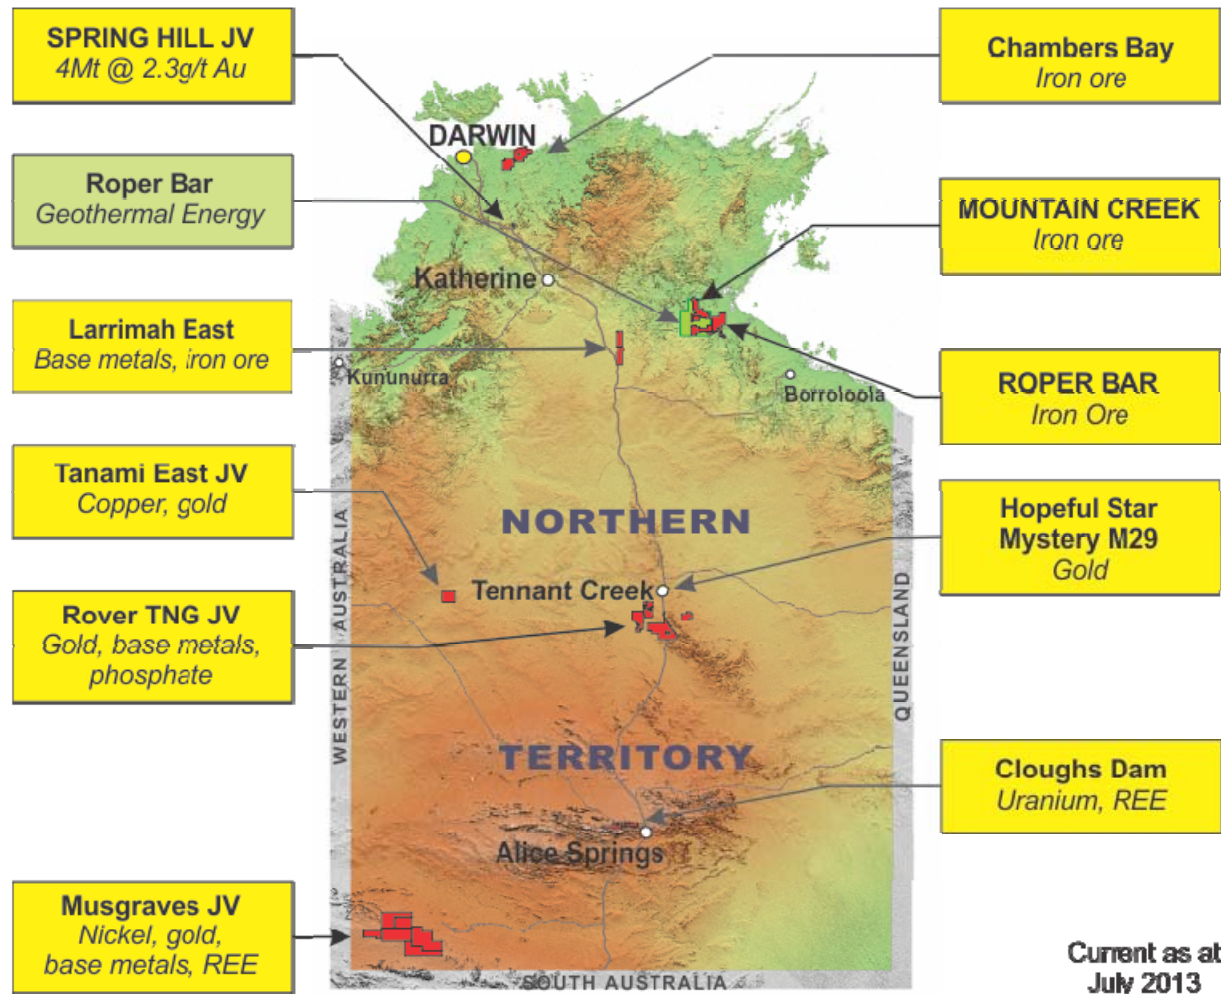 SPRING HILL JV
4Mt @ 2.3g/t Au
Roper Bar
Geothermal Energy
Larrimah East
Base metals, iron ore
Tanami East JV
Copper, gold
Rover TNG JV
Gold, base metals,
phosphate
Musgraves JV
Nickel, gold,
base metals, REE
DARWIN
Katherine
Kununurra
Borroloola
NORTHERN
Tennant Creek
TERRITORY
Alice Springs
WESTERN AUSTRALIA
QUEENSLAND
SOUTH AUSTRALIA
Chambers Bay
Iron ore
MOUNTAIN CREEK
Iron ore
ROPER BAR
Iron Ore
Hopeful Star
Mystery M29
Gold
Cloughs Dam
Uranium, REE
Current as at
July 2013